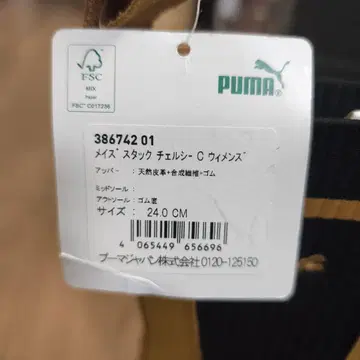 FSC
MIX
Paper
FSC® C017236
PUMA
386742 01
メイズ スタック チェルシー C ウィメンズ
アッパー: 天然皮革+合成繊維+ゴム
ミッドソール:
アウトソール: ゴム底
サイズ: 24.0 CM
4 065449 656696
プーマジャパン株式会社 0120-125150